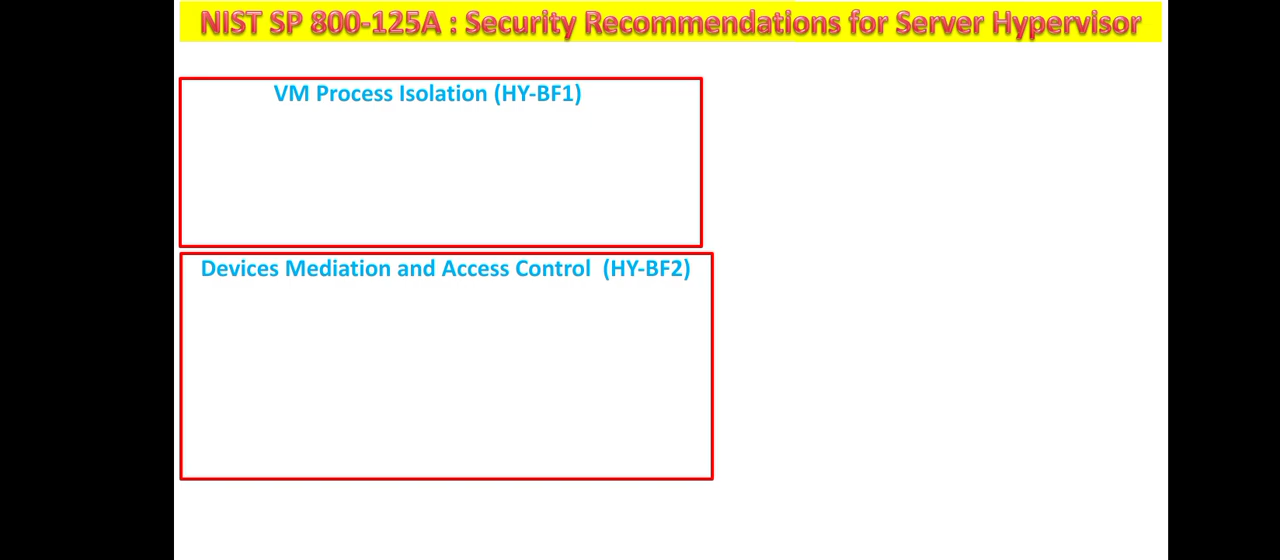 NIST SP 800-125A : Security Recommendations for Server Hypervisor
VM Process Isolation (HY-BF1)
Devices Mediation and Access Control (HY-BF2)